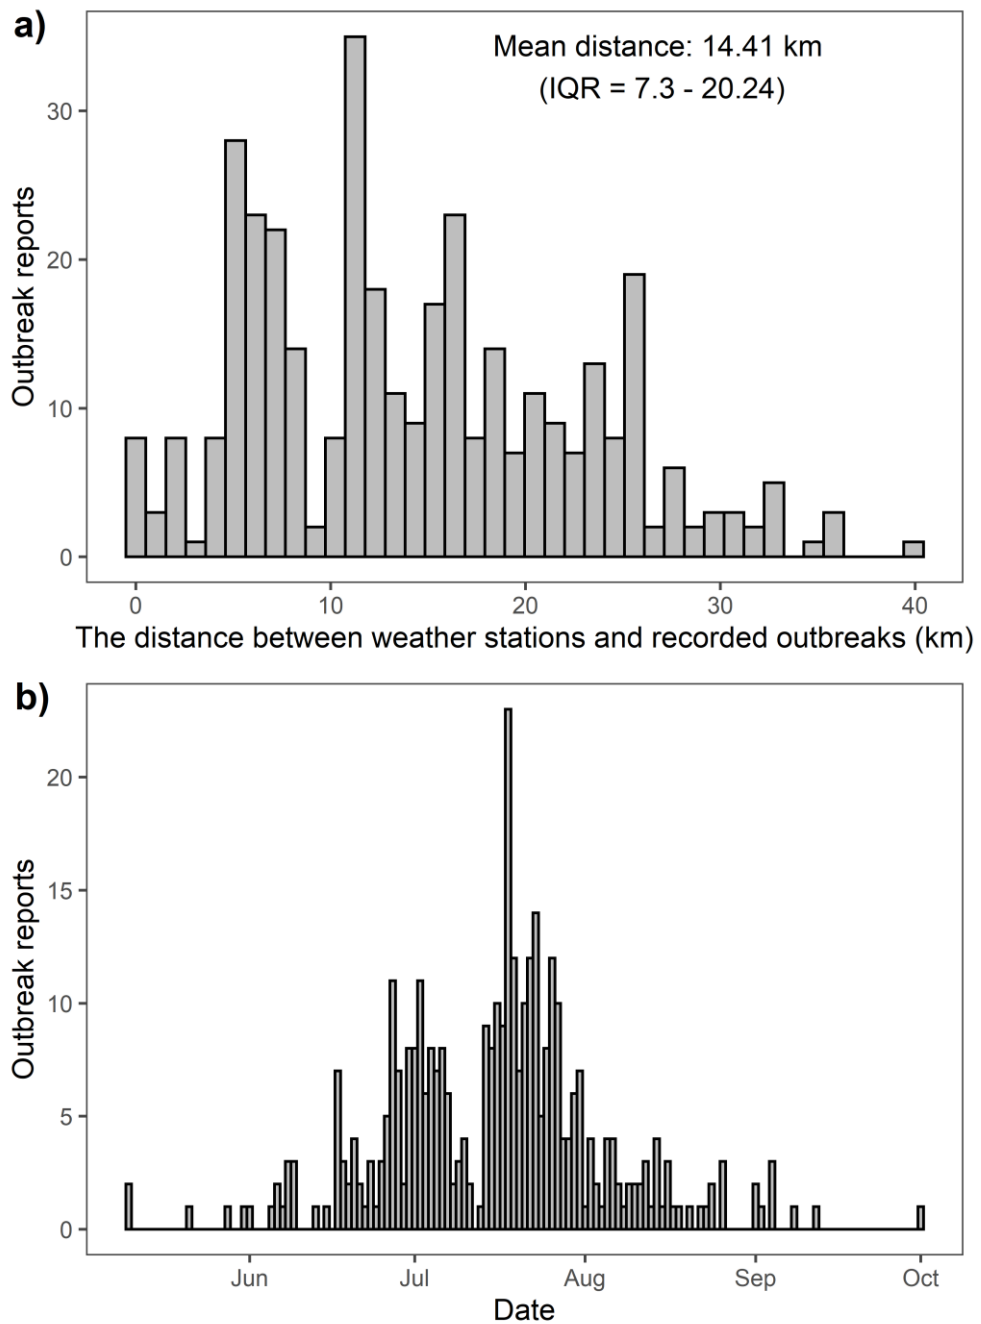 a)
Mean distance: 14.41 km
(IQR = 7.3 - 20.24)
Outbreak reports
30
20
10
0
0 10 20 30 40
The distance between weather stations and recorded outbreaks (km)
b)
Outbreak reports
20
15
10
5
0
Jun Jul Aug Sep Oct
Date